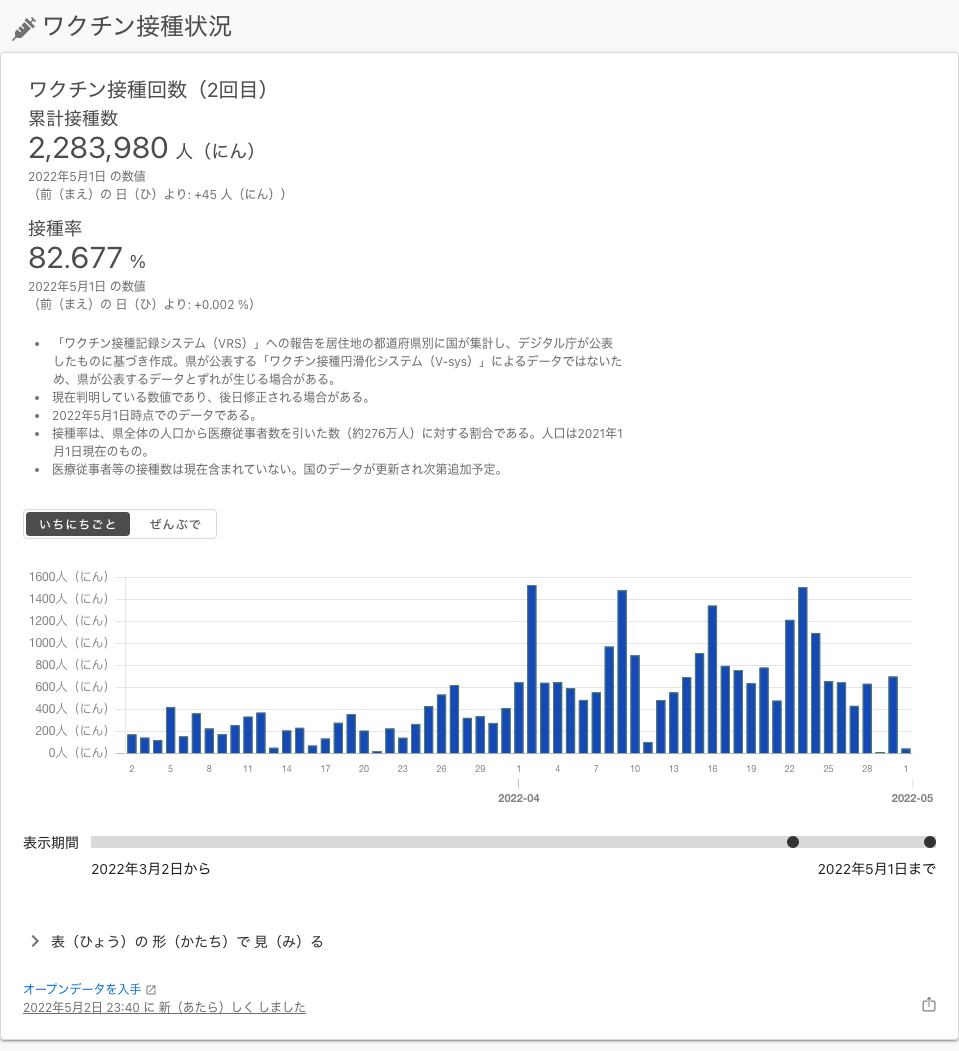 ワクチン接種状況
ワクチン接種回数（2回目）
累計接種数
2,283,980 人（にん）
2022年5月1日 の数値
（前（まえ）の 日（ひ）より: +45 人（にん））
接種率
82.677 %
2022年5月1日 の数値
（前（まえ）の 日（ひ）より: +0.002 %）
• 「ワクチン接種記録システム（VRS）」への報告を居住地の都道府県別に国が集計し、デジタル庁が公表
したものに基づき作成。県が公表する「ワクチン接種円滑化システム（V-sys）」によるデータではないた
め、県が公表するデータとずれが生じる場合がある。
• 現在判明している数値であり、後日修正される場合がある。
• 2022年5月1日時点でのデータである。
• 接種率は、県全体の人口から医療従事者数を引いた数（約276万人）に対する割合である。人口は2021年1
月1日現在のもの。
• 医療従事者等の接種数は現在含まれていない。国のデータが更新され次第追加予定。
いちにちごと ぜんぶで
1600人（にん）
1400人（にん）
1200人（にん）
1000人（にん）
800人（にん）
600人（にん）
400人（にん）
200人（にん）
0人（にん）
2 5 8 11 14 17 20 23 26 29 1 4 7 10 13 16 19 22 25 28 1
2022-04 2022-05
表示期間
2022年3月2日から 2022年5月1日まで
表（ひょう）の 形（かたち）で 見（み）る
オープンデータを入手
2022年5月2日 23:40 に 新（あたら）しく しました